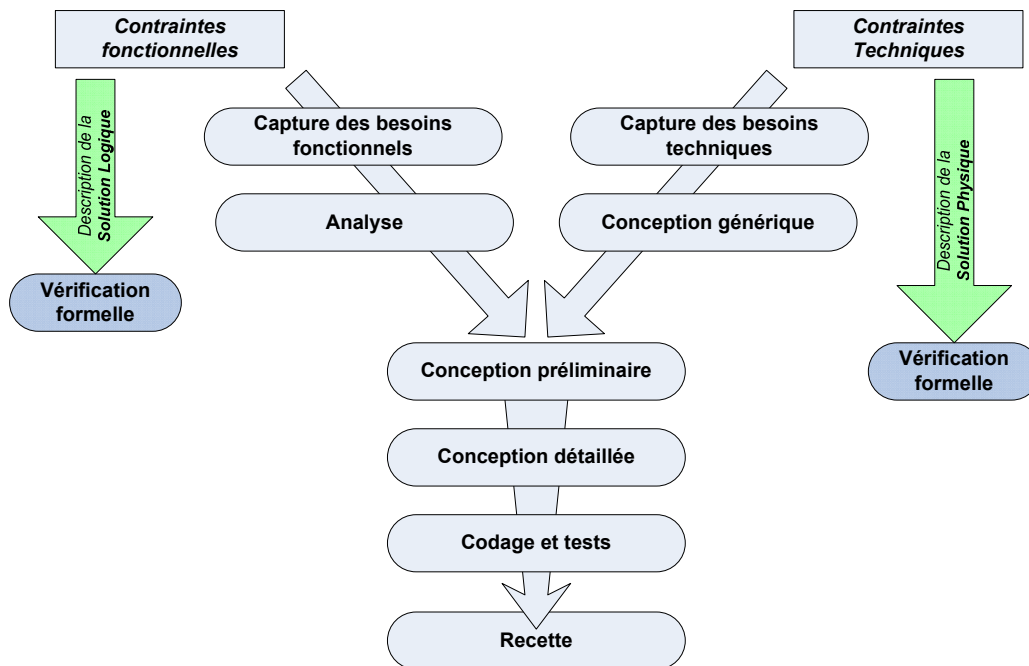 Contraintes
fonctionnelles
Contraintes
Techniques
Capture des besoins
fonctionnels
Capture des besoins
techniques
Description de la
Solution Logique
Description de la
Solution Physique
Analyse
Conception générique
Vérification
formelle
Vérification
formelle
Conception préliminaire
Conception détaillée
Codage et tests
Recette